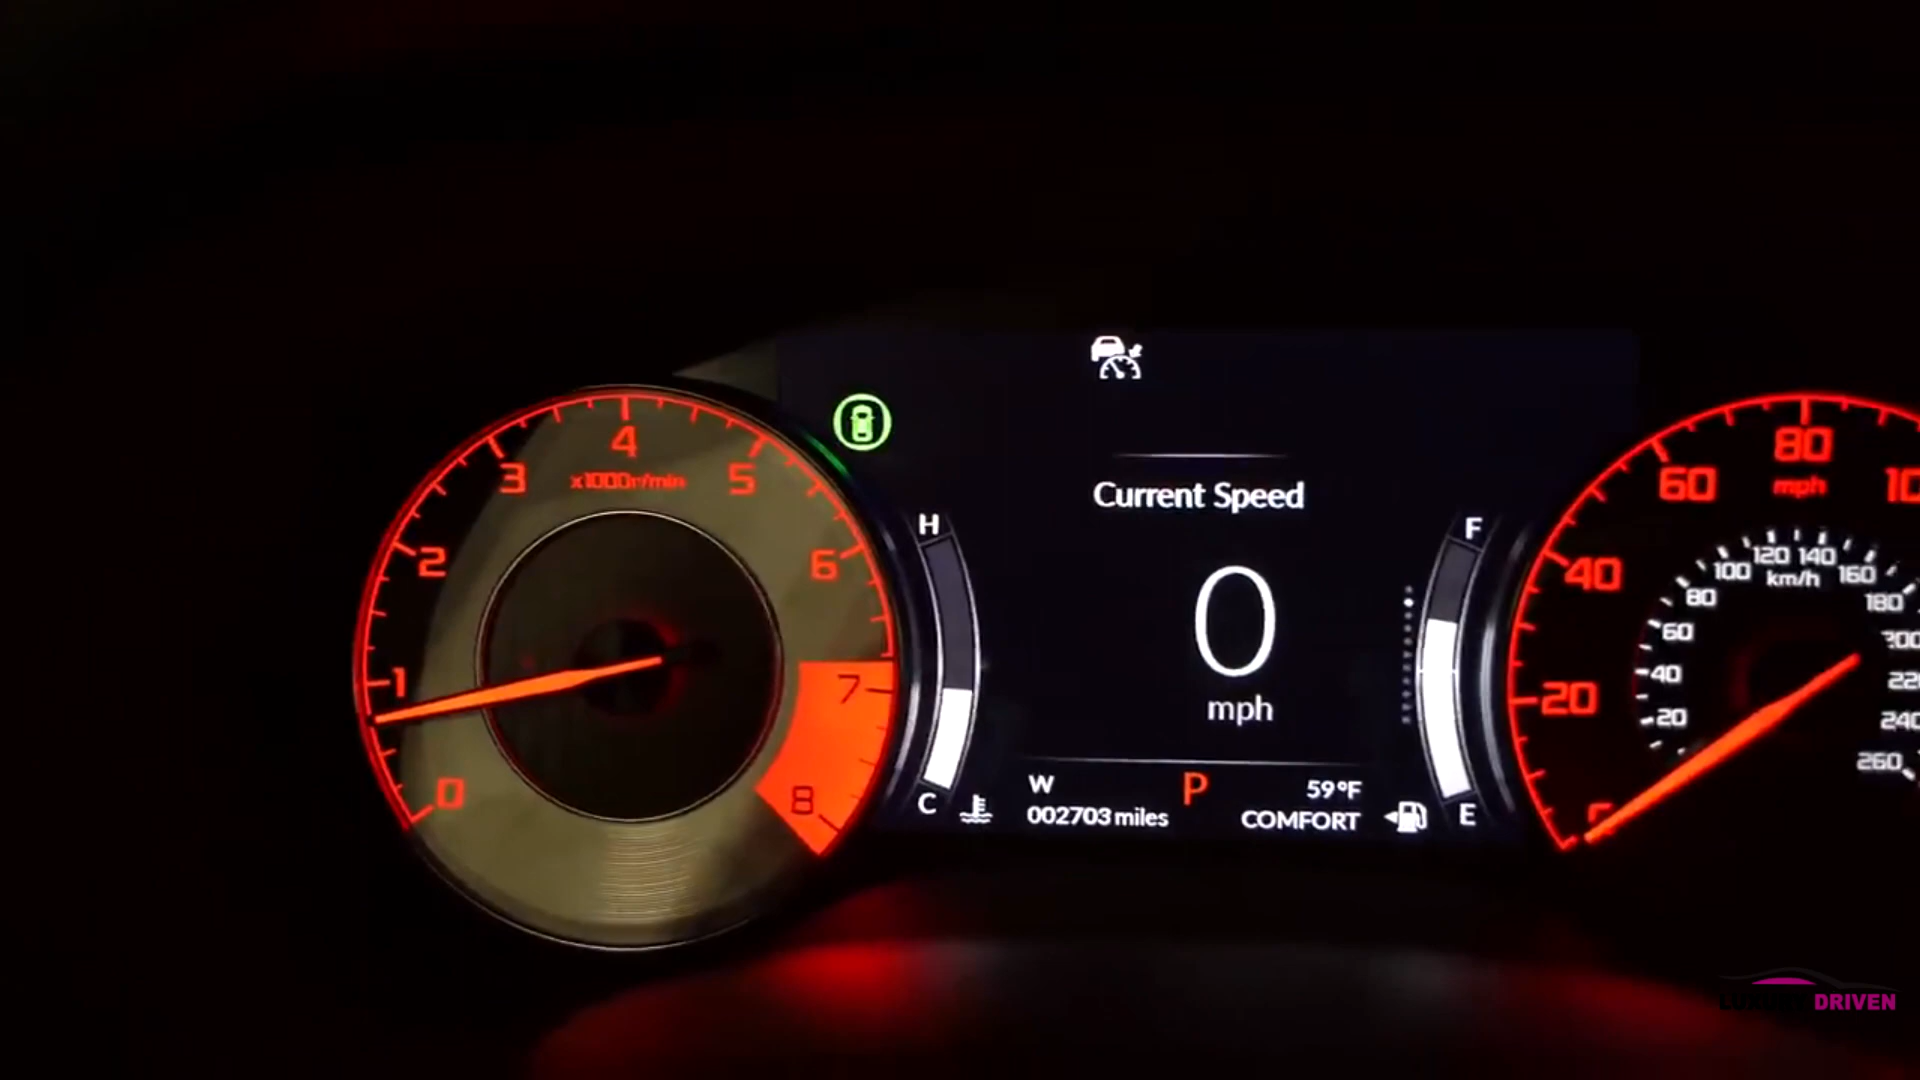 4
x1000r/min
3
5
2
6
1
7
0
8
Current Speed
0
mph
H
C
W
P
59°F
002703 miles
COMFORT
F
E
80
mph
60
40
20
120 140
100
km/h
160
80
180
60
40
20
240
260
DRIVEN